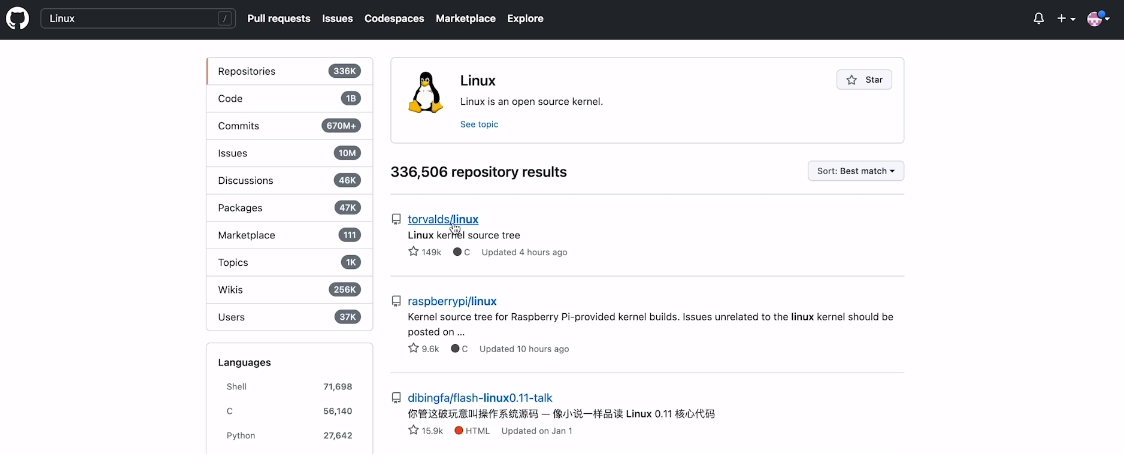 Linux /
Pull requests Issues Codespaces Marketplace Explore
Repositories 336K
Code 1B
Commits 670M+
Issues 10M
Discussions 46K
Packages 47K
Marketplace 111
Topics 1K
Wikis 256K
Users 37K
Languages
Shell 71,698
C 56,140
Python 27,642
Linux
Star
Linux is an open source kernel.
See topic
336,506 repository results
Sort: Best match
torvalds/linux
Linux kernel source tree
149k C Updated 4 hours ago
raspberrypi/linux
Kernel source tree for Raspberry Pi-provided kernel builds. Issues unrelated to the linux kernel should be
posted on ...
9.6k C Updated 10 hours ago
dibingfa/flash-linux0.11-talk
你管这破玩意叫操作系统源码 — 像小说一样品读 Linux 0.11 核心代码
15.9k HTML Updated on Jan 1